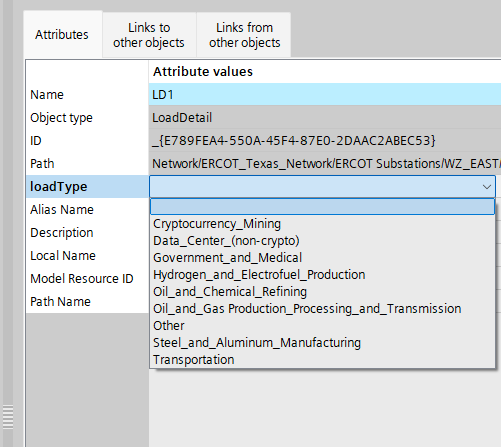 Attributes
Links to
other objects
Links from
other objects
Attribute values
Name LD1
Object type LoadDetail
ID _{E789FEA4-550A-45F4-87E0-2DAAC2ABEC53}
Path Network/ERCOT_Texas_Network/ERCOT Substations/WZ_EAST/
loadType
Alias Name
Description
Local Name
Model Resource ID
Path Name
Cryptocurrency_Mining
Data_Center_(non-crypto)
Government_and_Medical
Hydrogen_and_Electrofuel_Production
Oil_and_Chemical_Refining
Oil_and_Gas Production_Processing_and_Transmission
Other
Steel_and_Aluminum_Manufacturing
Transportation